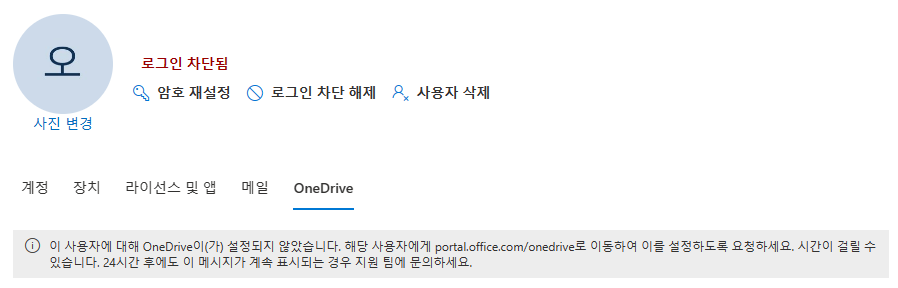 오
로그인 차단됨
암호 재설정 로그인 차단 해제 사용자 삭제
사진 변경
계정 장치 라이선스 및 앱 메일 OneDrive
이 사용자에 대해 OneDrive이(가) 설정되지 않았습니다. 해당 사용자에게 portal.office.com/onedrive로 이동하여 이를 설정하도록 요청하세요. 시간이 걸릴 수
있습니다. 24시간 후에도 이 메시지가 계속 표시되는 경우 지원 팀에 문의하세요.